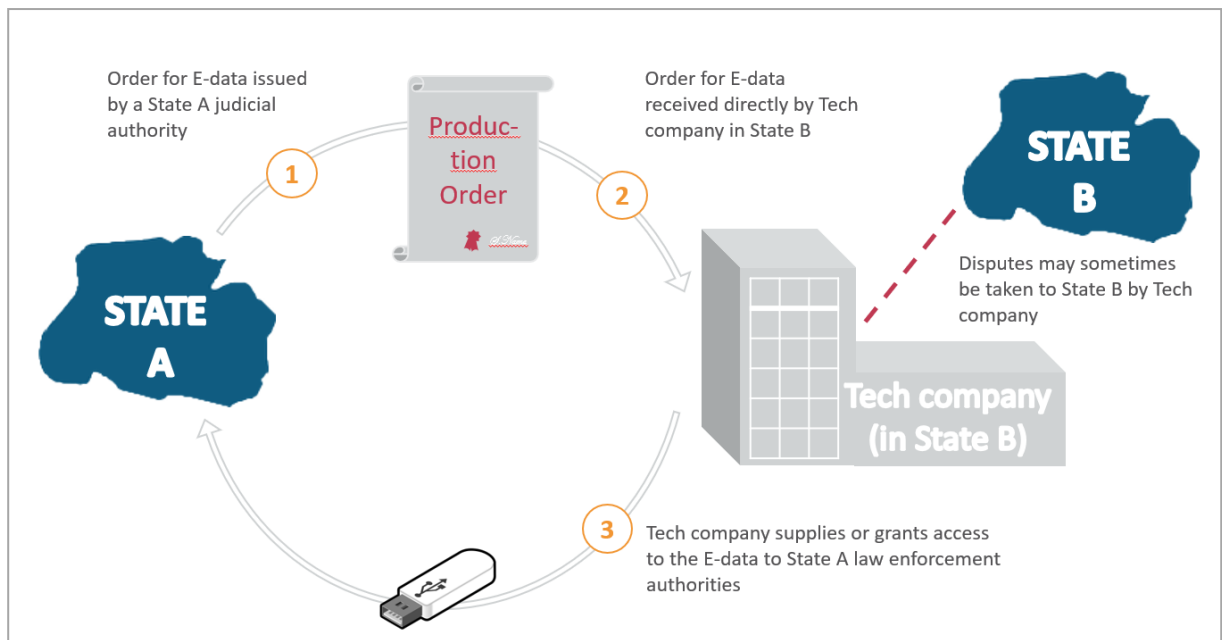 Order for E-data issued
by a State A judicial
authority
1
Produc-
tion
Order
S.Name
Order for E-data
received directly by Tech
company in State B
2
STATE
B
STATE
A
Disputes may sometimes
be taken to State B by Tech
company
Tech company
(in State B)
3
Tech company supplies or grants access
to the E-data to State A law enforcement
authorities